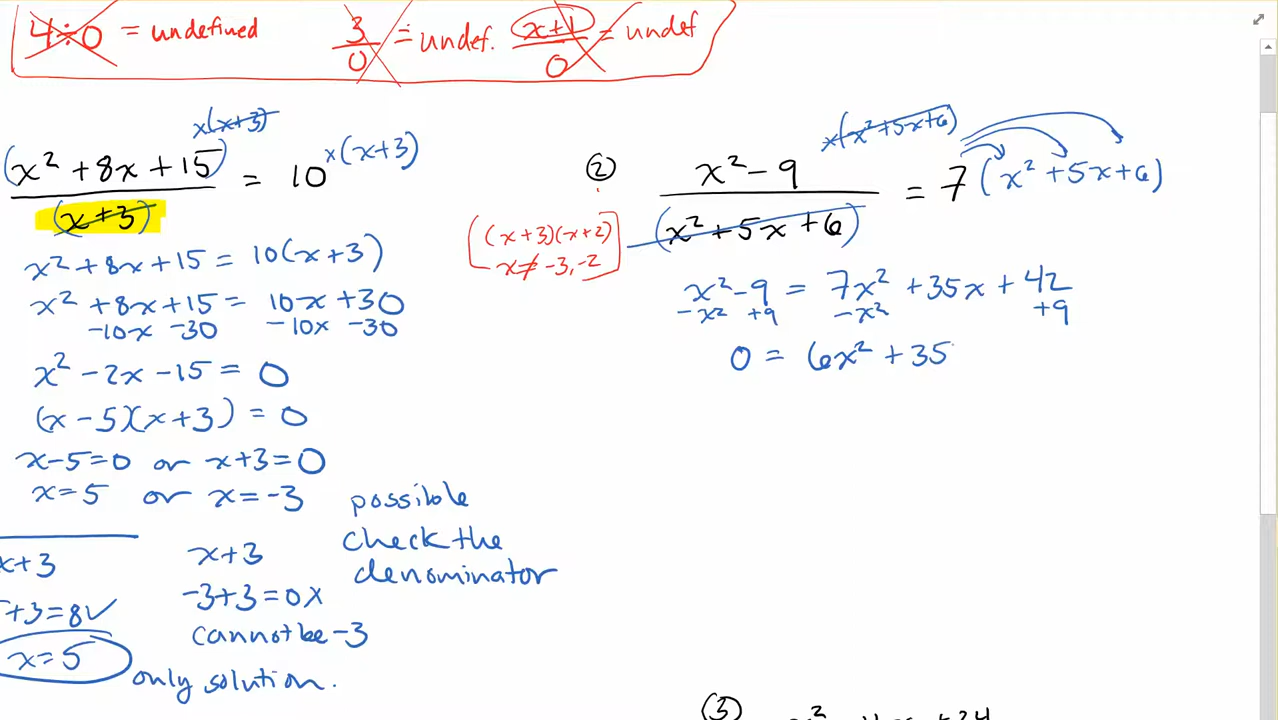 4÷0 = undefined
3/0 = undef.
x+1/0 = undef
x(x+3)
(x² + 8x + 15) = 10 x(x+3)
(x+3)
x² + 8x + 15 = 10(x+3)
x² + 8x + 15 = 10x + 30
-10x -30 -10x -30
x² - 2x - 15 = 0
(x - 5)(x + 3) = 0
x-5=0 or x+3=0
x=5 or x=-3
possible
check the
denominator
x+3
+3=8✓
x=5
x+3
-3+3=0X
cannot be -3
only solution.
②
x(x²+5x+6)
x² - 9 = 7(x² + 5x + 6)
(x² + 5x + 6)
(x+3)(x+2)
x≠ -3, -2
x² - 9 = 7x² + 35x + 42
-x² +9 -x² +9
0 = 6x² + 35
③